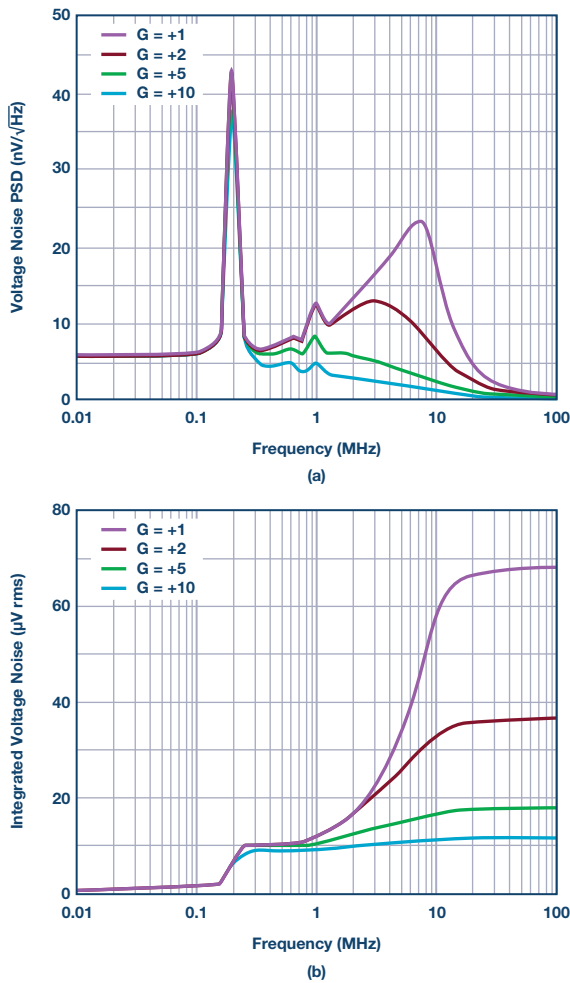 50
40
30
20
10
0
Voltage Noise PSD (nV/√Hz)
G = +1
G = +2
G = +5
G = +10
0.01 0.1 1 10 100
Frequency (MHz)
(a)
80
60
40
20
0
Integrated Voltage Noise (µV rms)
G = +1
G = +2
G = +5
G = +10
0.01 0.1 1 10 100
Frequency (MHz)
(b)